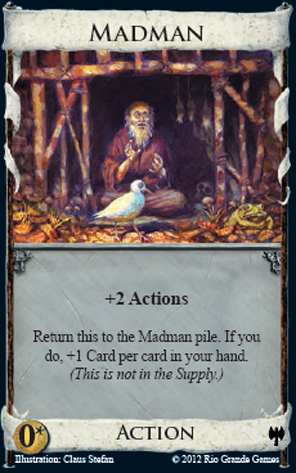 MADMAN
+2 Actions
Return this to the Madman pile. If you
do, +1 Card per card in your hand.
(This is not in the Supply.)
0*
ACTION
Illustration: Claus Stefan
© 2012 Rio Grande Games